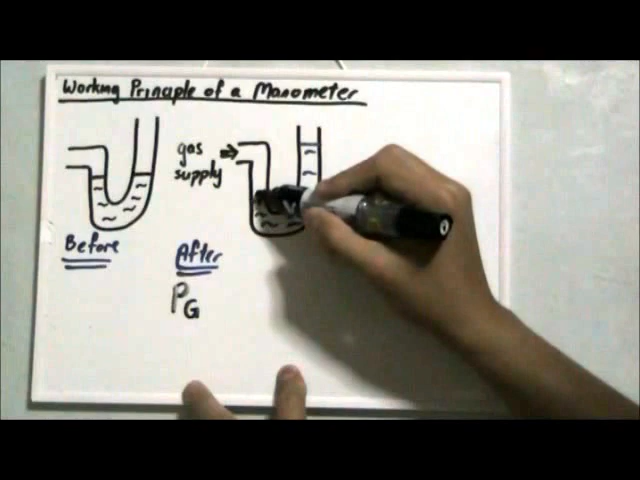 Working Principle of a Manometer
gas
supply
Before
After
PG